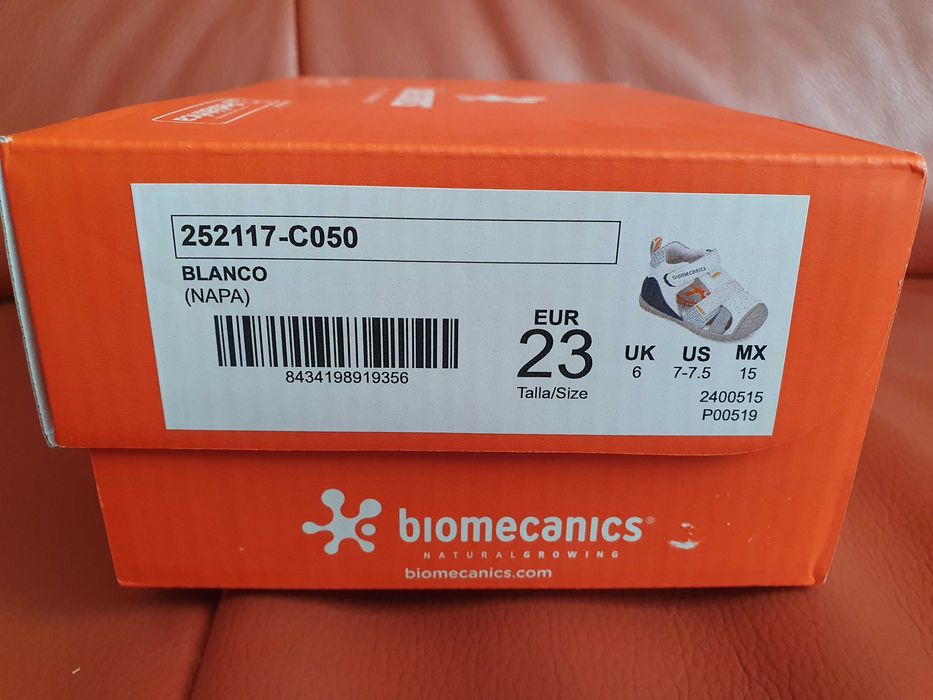 252117-C050
BLANCO
(NAPA)
8434198919356
EUR
23
Talla/Size
UK US MX
6 7-7.5 15
2400515
P00519
biomecanics
biomecanics®
NATURALGROWING
biomecanics.com